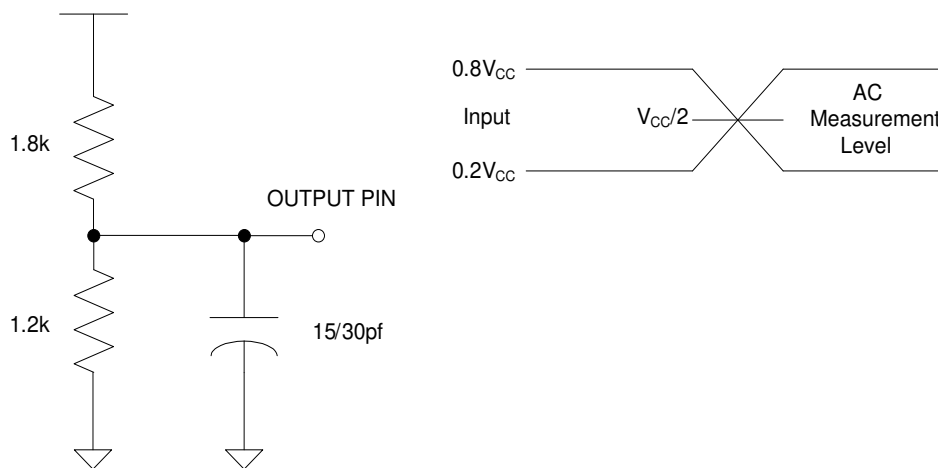 1.8k
OUTPUT PIN
1.2k
15/30pf
0.8V_CC
Input
V_CC/2
0.2V_CC
AC
Measurement
Level